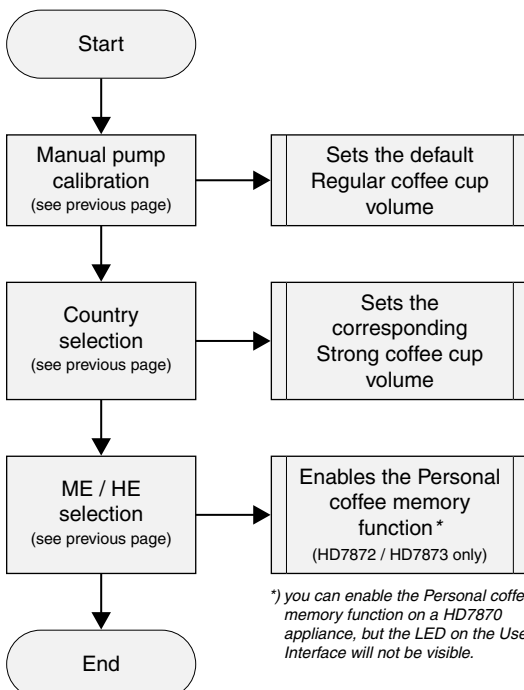 Start
Manual pump
calibration
(see previous page)
Sets the default
Regular coffee cup
volume
Country
selection
(see previous page)
Sets the
corresponding
Strong coffee cup
volume
ME / HE
selection
(see previous page)
Enables the Personal
coffee memory
function*
(HD7872 / HD7873 only)
*) you can enable the Personal coffe
memory function on a HD7870
appliance, but the LED on the Use
Interface will not be visible.
End